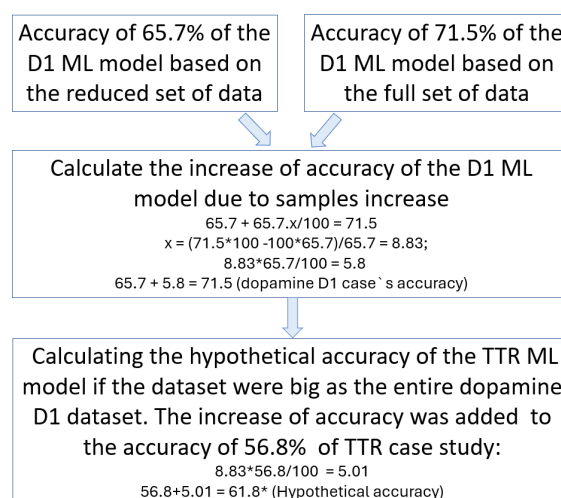 Accuracy of 65.7% of the
D1 ML model based on
the reduced set of data
Accuracy of 71.5% of the
D1 ML model based on
the full set of data
Calculate the increase of accuracy of the D1 ML
model due to samples increase
65.7 + 65.7.x/100 = 71.5
x = (71.5*100 -100*65.7)/65.7 = 8.83;
8.83*65.7/100 = 5.8
65.7 + 5.8 = 71.5 (dopamine D1 case`s accuracy)
Calculating the hypothetical accuracy of the TTR ML
model if the dataset were big as the entire dopamine
D1 dataset. The increase of accuracy was added to
the accuracy of 56.8% of TTR case study:
8.83*56.8/100 = 5.01
56.8+5.01 = 61.8* (Hypothetical accuracy)